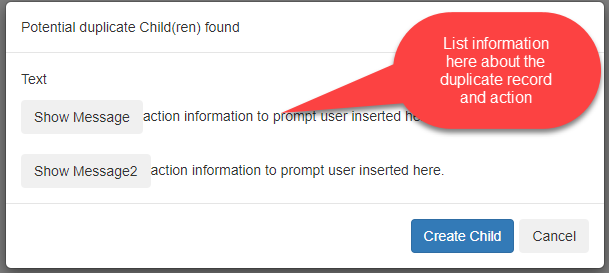 Potential duplicate Child(ren) found
List information
here about the
duplicate record
and action
Text
Show Message action information to prompt user inserted he
Show Message2 action information to prompt user inserted here.
Create Child Cancel